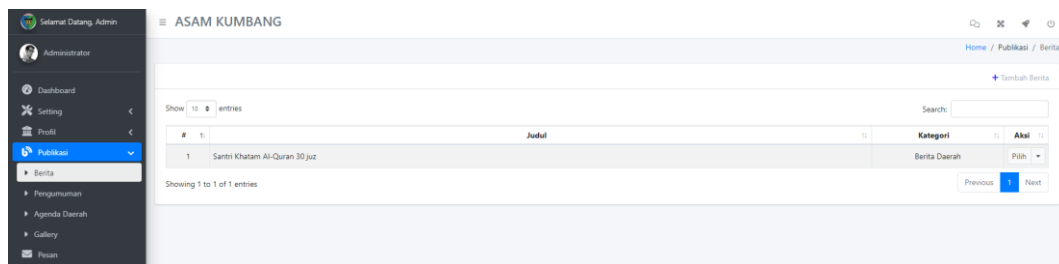 Selamat Datang, Admin
ASAM KUMBANG
Administrator
Home / Publikasi / Berita
Dashboard
Setting
Profil
Publikasi
Berita
Pengumuman
Agenda Daerah
Gallery
Pesan
+ Tambah Berita
Show 10 entries
Search:
# Judul Kategori Aksi
1 Santri Khatam Al-Quran 30 juz Berita Daerah Pilih
Showing 1 to 1 of 1 entries
Previous 1 Next